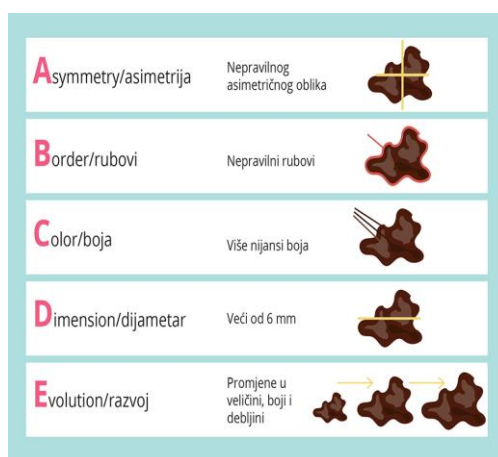 Asymmetry/asimetrija
Nepravilnog
asimetričnog oblika
Border/rubovi
Nepravilni rubovi
Color/boja
Više nijansi boja
Dimension/dijametar
Veći od 6 mm
Evolution/razvoj
Promjene u
veličini, boji i
debljini